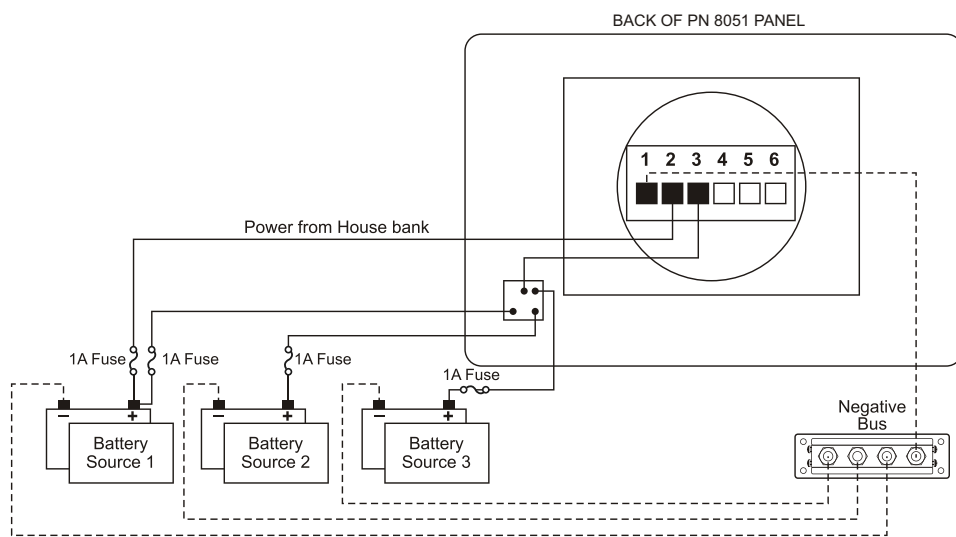 BACK OF PN 8051 PANEL
1 2 3 4 5 6
Power from House bank
1A Fuse
1A Fuse
1A Fuse
1A Fuse
Negative
Bus
– +
– +
– +
Battery
Source 1
Battery
Source 2
Battery
Source 3